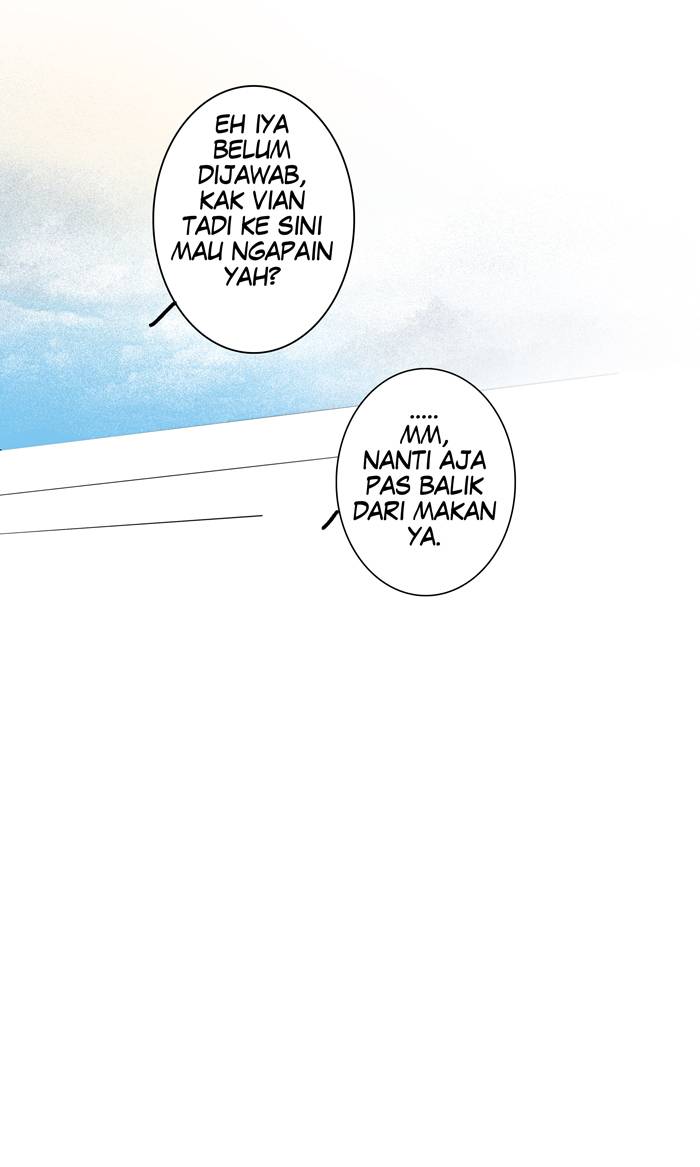 EH IYA
BELUM
DIJAWAB,
KAK VIAN
TADI KE SINI
MAU NGAPAIN
YAH?
.....
MM,
NANTI AJA
PAS BALIK
DARI MAKAN
YA.